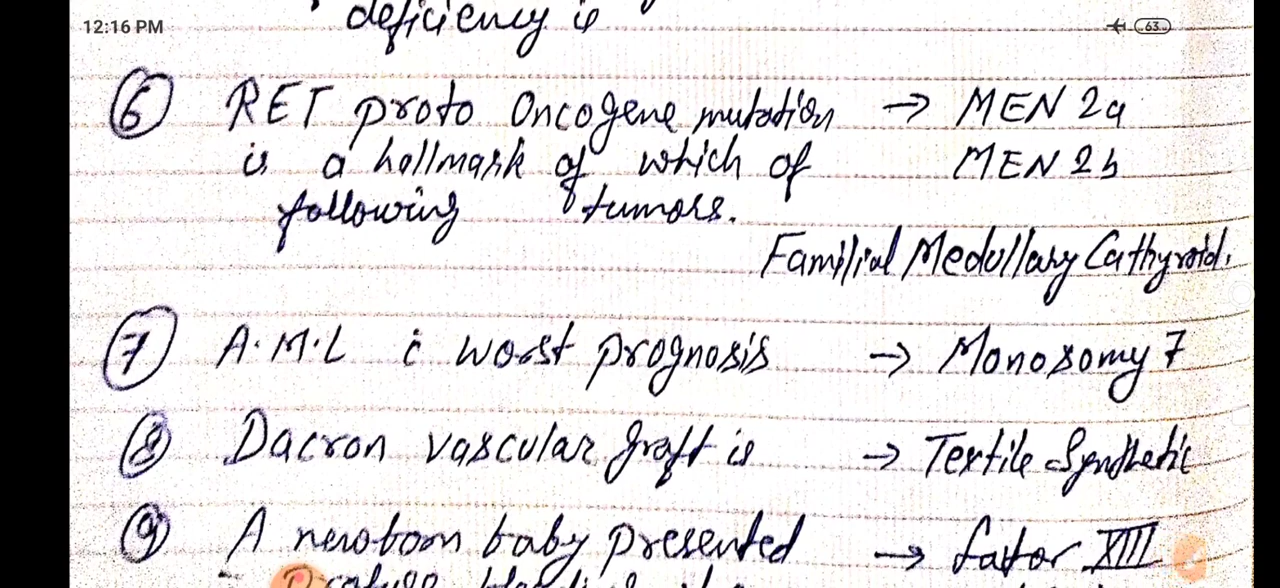 12:16 PM
63
deficiency is
6 RET proto Oncogene mutation → MEN 2a
is a hallmark of which of MEN 2b
following tumors.
Familial Medullary Ca thyroid.
7 A.M.L c̄ worst prognosis → Monosomy 7
8 Dacron vascular graft is → Textile Synthetic
9 A newborn baby presented → factor XIII